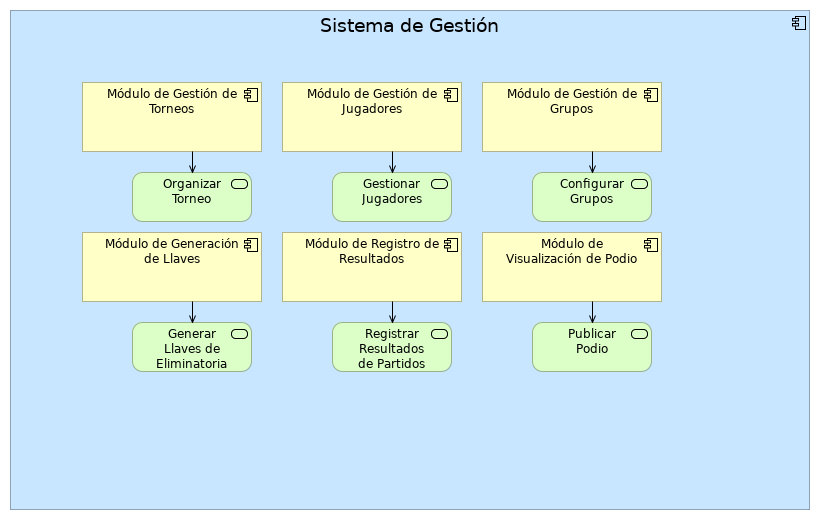 Sistema de Gestión
Módulo de Gestión de
Torneos
Módulo de Gestión de
Jugadores
Módulo de Gestión de
Grupos
Organizar
Torneo
Gestionar
Jugadores
Configurar
Grupos
Módulo de Generación
de Llaves
Módulo de Registro de
Resultados
Módulo de
Visualización de Podio
Generar
Llaves de
Eliminatoria
Registrar
Resultados
de Partidos
Publicar
Podio